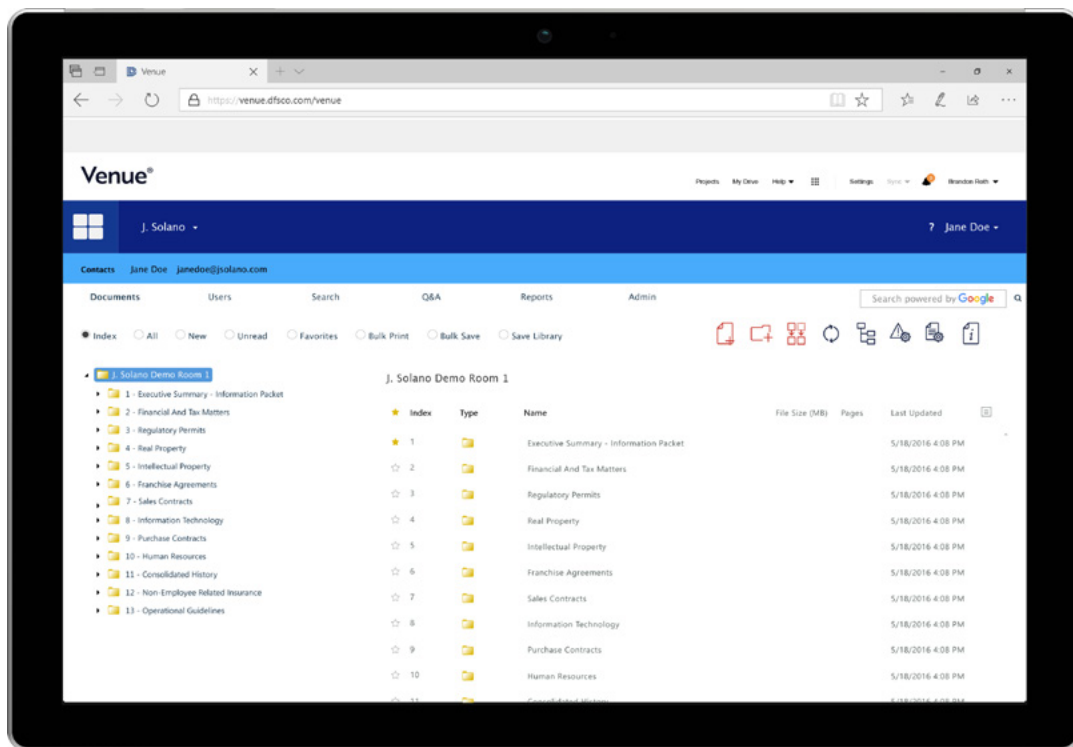 Venue
https://venue.dfsco.com/venue
Venue®
Projects My Drive Help Settings Sync Brandon Roth
J. Solano ? Jane Doe
Contacts Jane Doe janedoe@jsolano.com
Documents Users Search Q&A Reports Admin Search powered by Google
Index All New Unread Favorites Bulk Print Bulk Save Save Library
J. Solano Demo Room 1
1 - Executive Summary - Information Packet
2 - Financial And Tax Matters
3 - Regulatory Permits
4 - Real Property
5 - Intellectual Property
6 - Franchise Agreements
7 - Sales Contracts
8 - Information Technology
9 - Purchase Contracts
10 - Human Resources
11 - Consolidated History
12 - Non-Employee Related Insurance
13 - Operational Guidelines
J. Solano Demo Room 1
Index Type Name File Size (MB) Pages Last Updated
1 Executive Summary - Information Packet 5/18/2016 4:08 PM
2 Financial And Tax Matters 5/18/2016 4:08 PM
3 Regulatory Permits 5/18/2016 4:08 PM
4 Real Property 5/18/2016 4:08 PM
5 Intellectual Property 5/18/2016 4:08 PM
6 Franchise Agreements 5/18/2016 4:08 PM
7 Sales Contracts 5/18/2016 4:08 PM
8 Information Technology 5/18/2016 4:08 PM
9 Purchase Contracts 5/18/2016 4:08 PM
10 Human Resources 5/18/2016 4:08 PM
11 Consolidated History 5/18/2016 4:08 PM